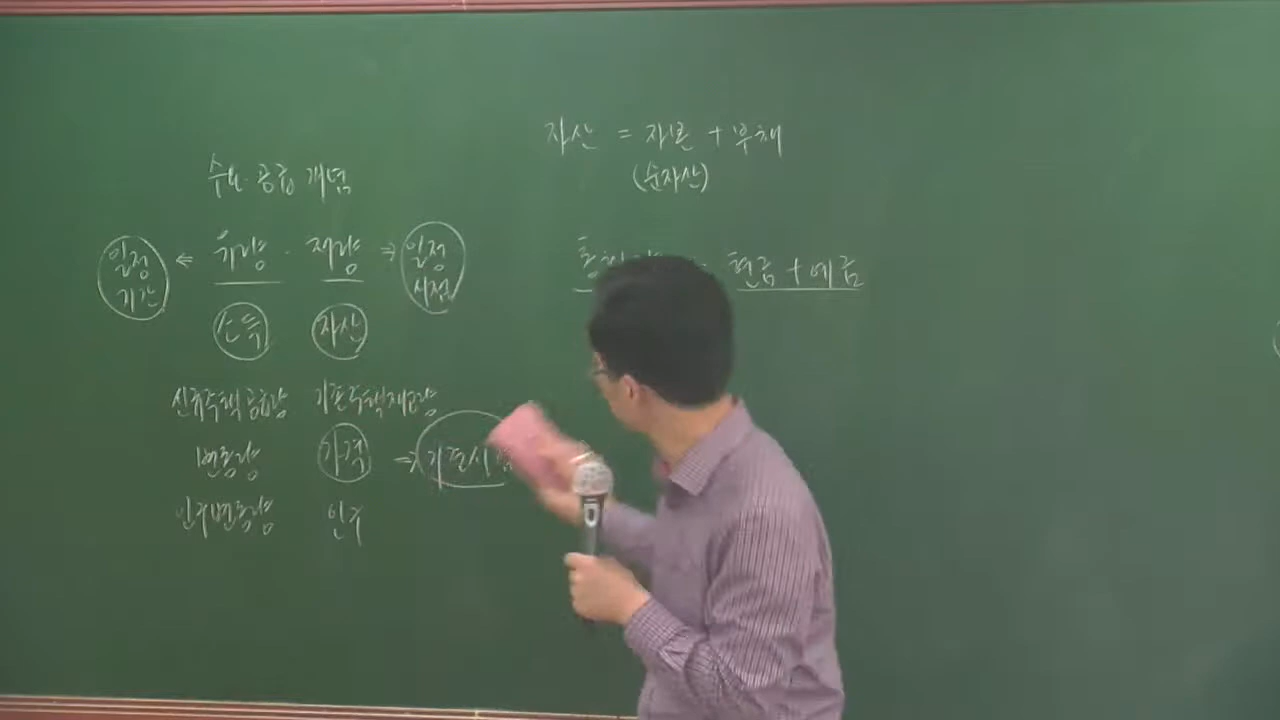 수요·공급 개념
일정 기간 ⇐ 유량 · 저량 ⇒ 일정 시점
소득 자산
신규주택공급량 기존주택재고량
변동량 가격 ⇒ 기준시
인구변동량 인구
자산 = 자본 + 부채
(순자산)
현금 + 예금